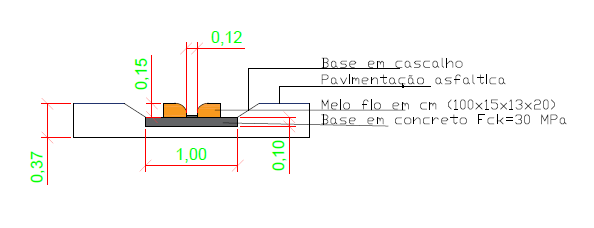 0,12
0,15
Base em cascalho
Pavimentação asfaltica
Meio fio em cm (100x15x13x20)
Base em concreto Fck=30 MPa
0,37
1,00
0,10